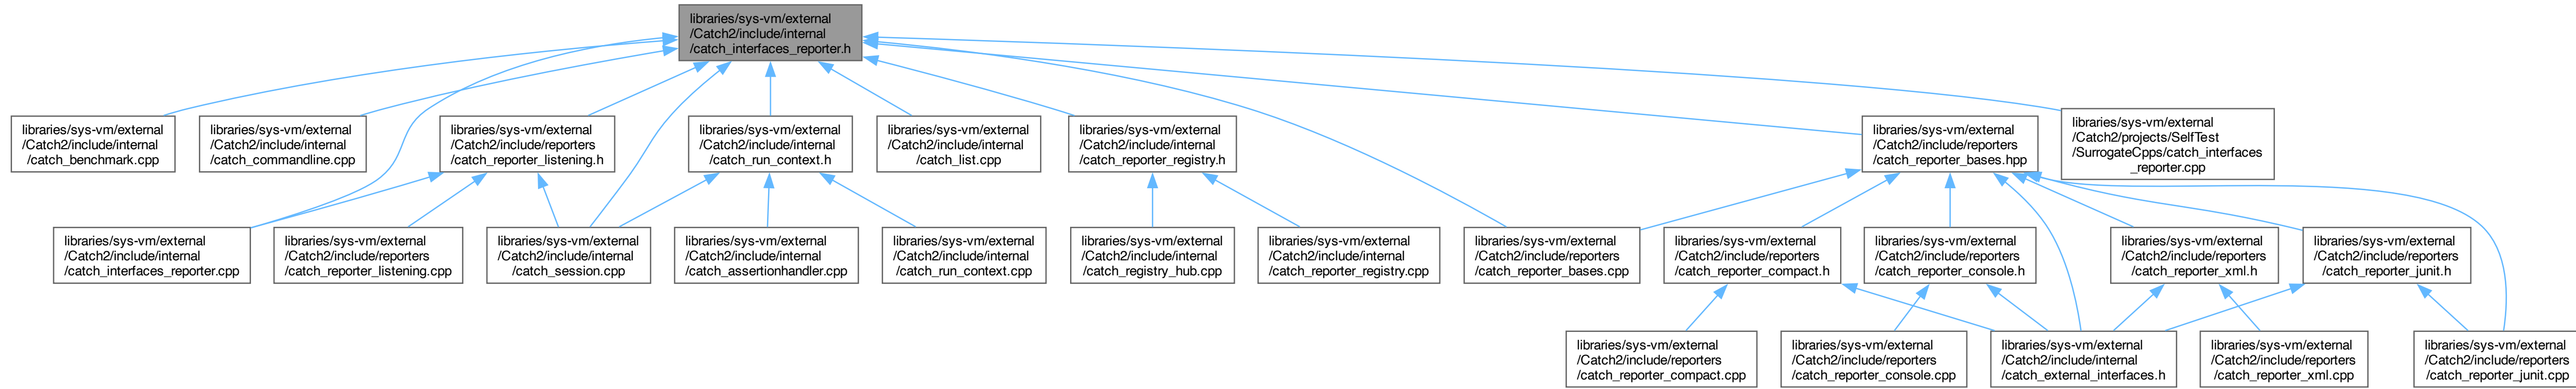 libraries/sys-vm/external
/Catch2/include/internal
/catch_interfaces_reporter.h
libraries/sys-vm/external
/Catch2/include/internal
/catch_benchmark.cpp
libraries/sys-vm/external
/Catch2/include/internal
/catch_commandline.cpp
libraries/sys-vm/external
/Catch2/include/reporters
/catch_reporter_listening.h
libraries/sys-vm/external
/Catch2/include/internal
/catch_run_context.h
libraries/sys-vm/external
/Catch2/include/internal
/catch_list.cpp
libraries/sys-vm/external
/Catch2/include/internal
/catch_reporter_registry.h
libraries/sys-vm/external
/Catch2/include/reporters
/catch_reporter_bases.hpp
libraries/sys-vm/external
/Catch2/projects/SelfTest
/SurrogateCpps/catch_interfaces
_reporter.cpp
libraries/sys-vm/external
/Catch2/include/internal
/catch_interfaces_reporter.cpp
libraries/sys-vm/external
/Catch2/include/reporters
/catch_reporter_listening.cpp
libraries/sys-vm/external
/Catch2/include/internal
/catch_session.cpp
libraries/sys-vm/external
/Catch2/include/internal
/catch_assertionhandler.cpp
libraries/sys-vm/external
/Catch2/include/internal
/catch_run_context.cpp
libraries/sys-vm/external
/Catch2/include/internal
/catch_registry_hub.cpp
libraries/sys-vm/external
/Catch2/include/internal
/catch_reporter_registry.cpp
libraries/sys-vm/external
/Catch2/include/reporters
/catch_reporter_bases.cpp
libraries/sys-vm/external
/Catch2/include/reporters
/catch_reporter_compact.h
libraries/sys-vm/external
/Catch2/include/reporters
/catch_reporter_console.h
libraries/sys-vm/external
/Catch2/include/reporters
/catch_reporter_xml.h
libraries/sys-vm/external
/Catch2/include/reporters
/catch_reporter_junit.h
libraries/sys-vm/external
/Catch2/include/reporters
/catch_reporter_compact.cpp
libraries/sys-vm/external
/Catch2/include/reporters
/catch_reporter_console.cpp
libraries/sys-vm/external
/Catch2/include/internal
/catch_external_interfaces.h
libraries/sys-vm/external
/Catch2/include/reporters
/catch_reporter_xml.cpp
libraries/sys-vm/external
/Catch2/include/reporters
/catch_reporter_junit.cpp